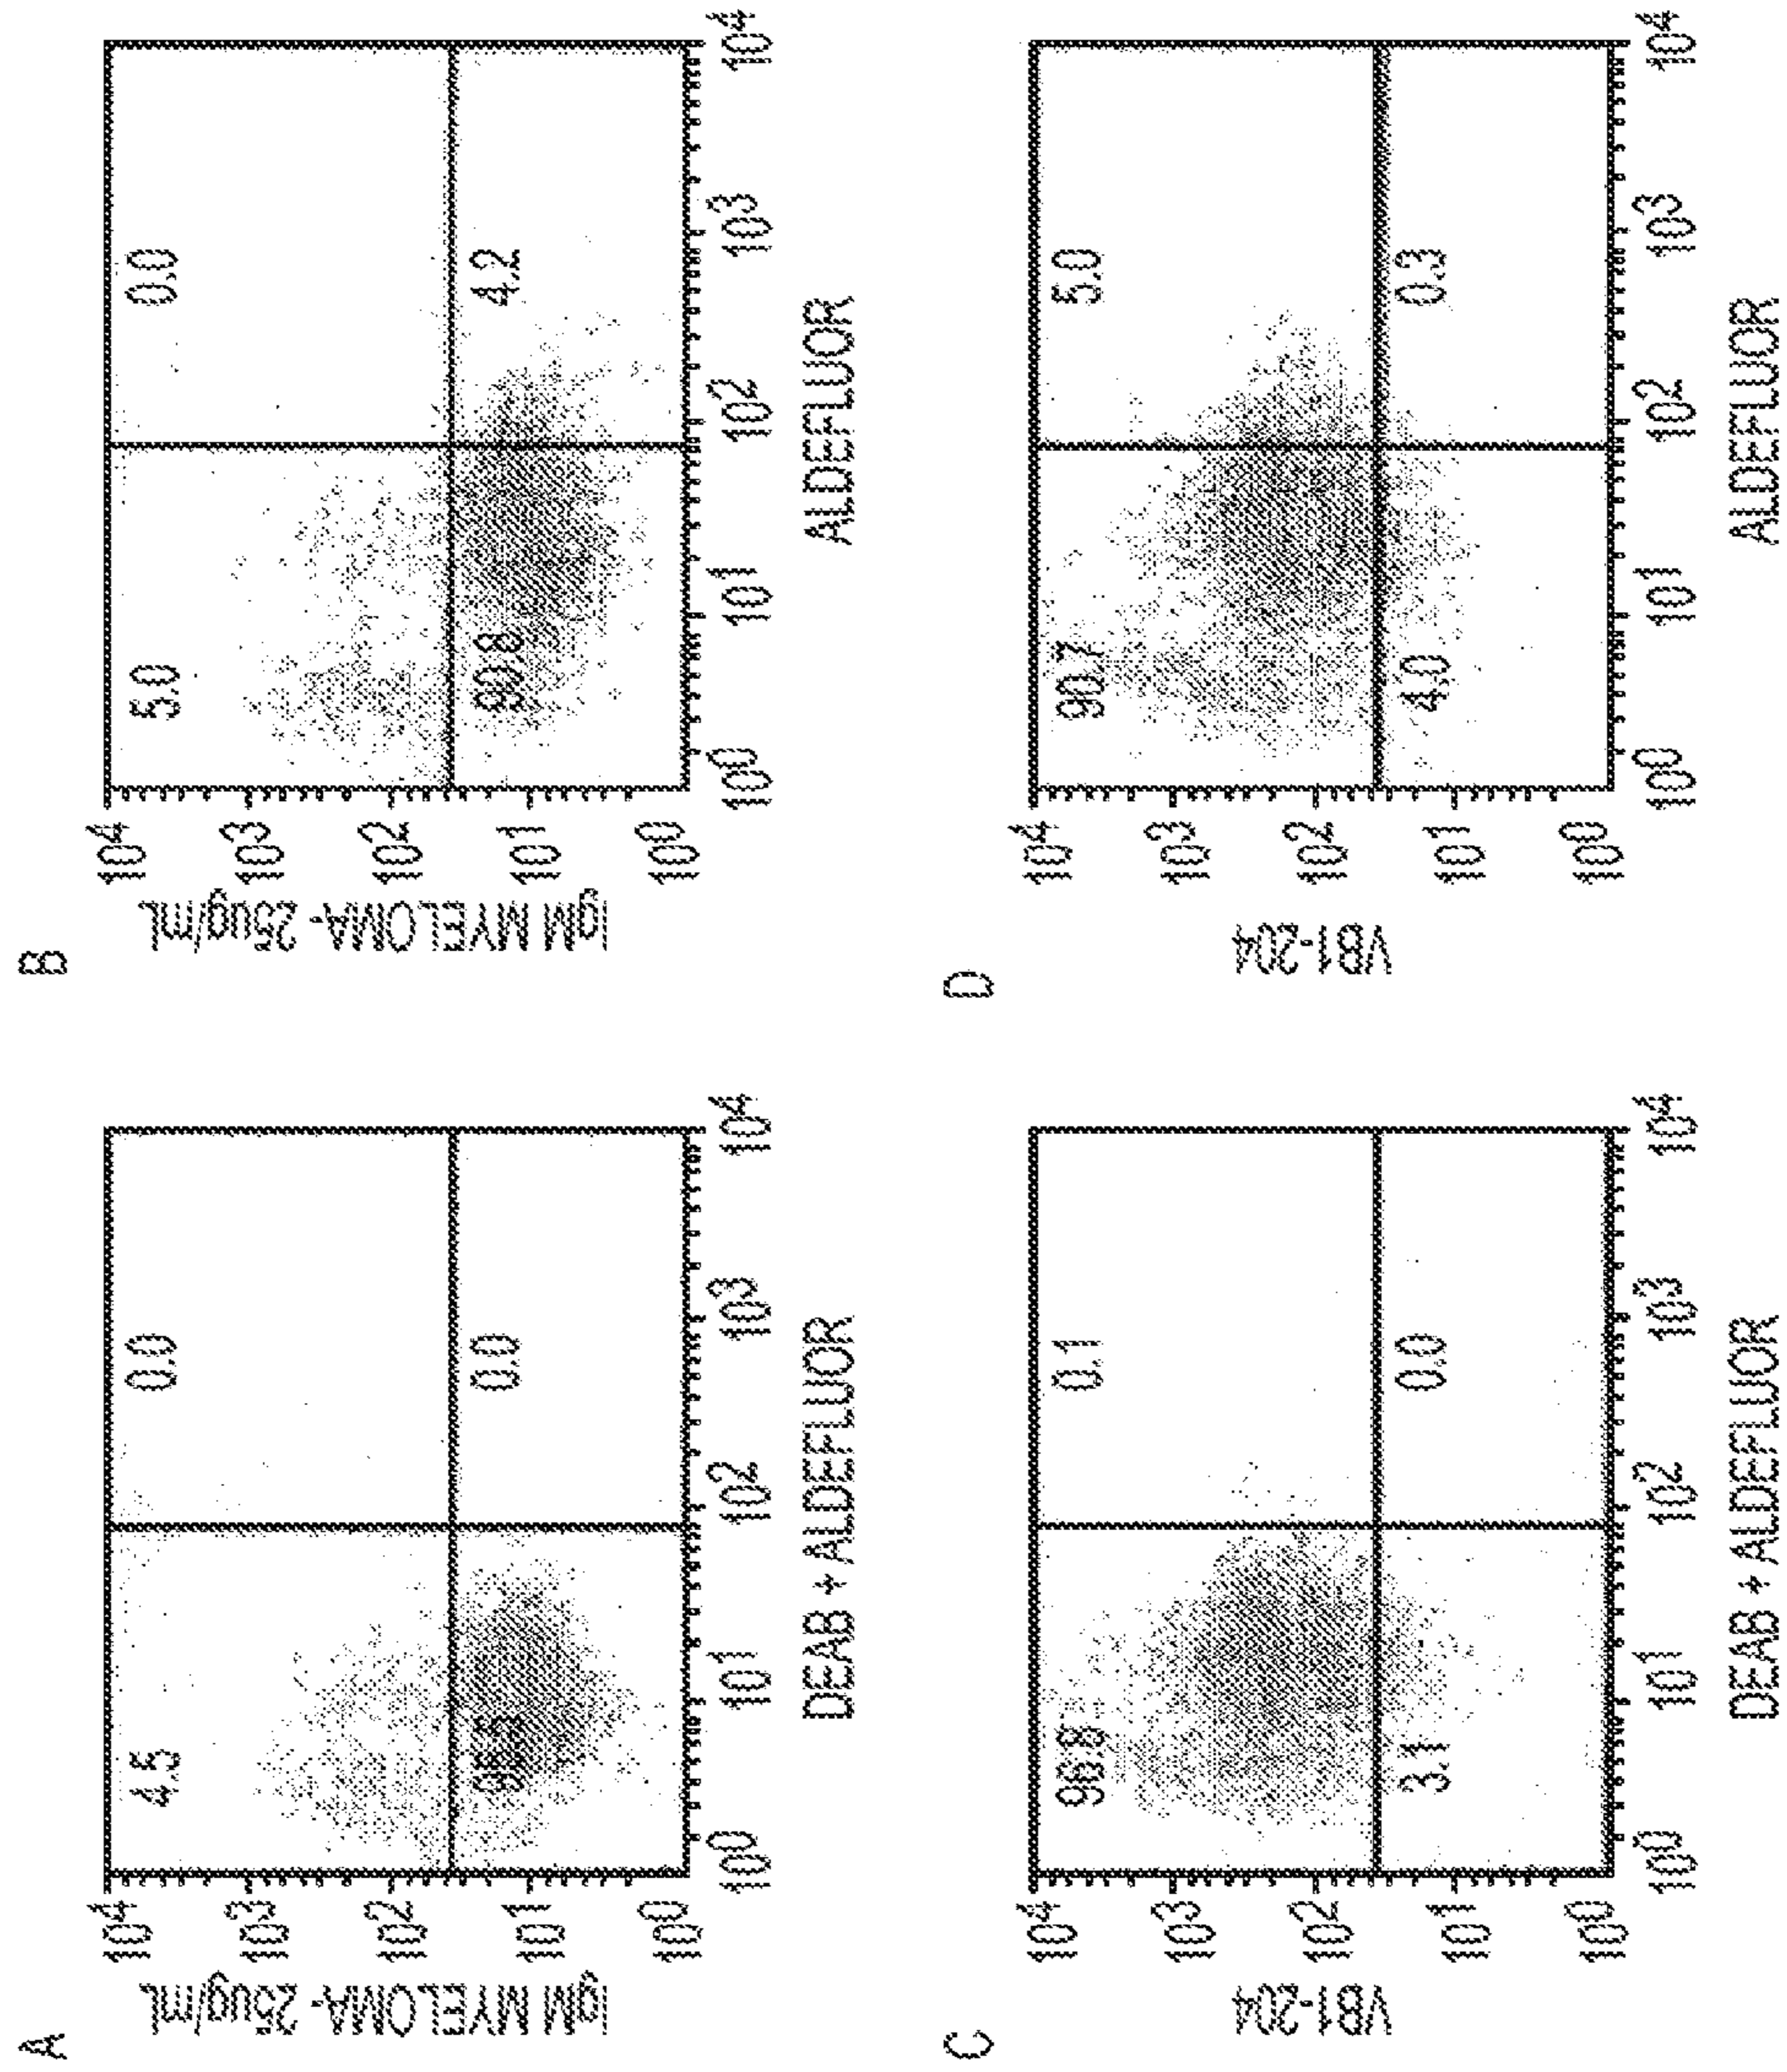 A
IgM MYELOMA- 25ug/mL
10⁴
10³
10²
10¹
10⁰
4.5
0.0
95.5
0.0
10⁰ 10¹ 10² 10³ 10⁴
DEAB + ALDEFLUOR
B
IgM MYELOMA- 25ug/mL
10⁴
10³
10²
10¹
10⁰
5.0
0.0
90.8
4.2
10⁰ 10¹ 10² 10³ 10⁴
ALDEFLUOR
C
VB1-204
10⁴
10³
10²
10¹
10⁰
96.8
0.1
3.1
0.0
10⁰ 10¹ 10² 10³ 10⁴
DEAB + ALDEFLUOR
D
VB1-204
10⁴
10³
10²
10¹
10⁰
90.7
5.0
4.0
0.3
10⁰ 10¹ 10² 10³ 10⁴
ALDEFLUOR